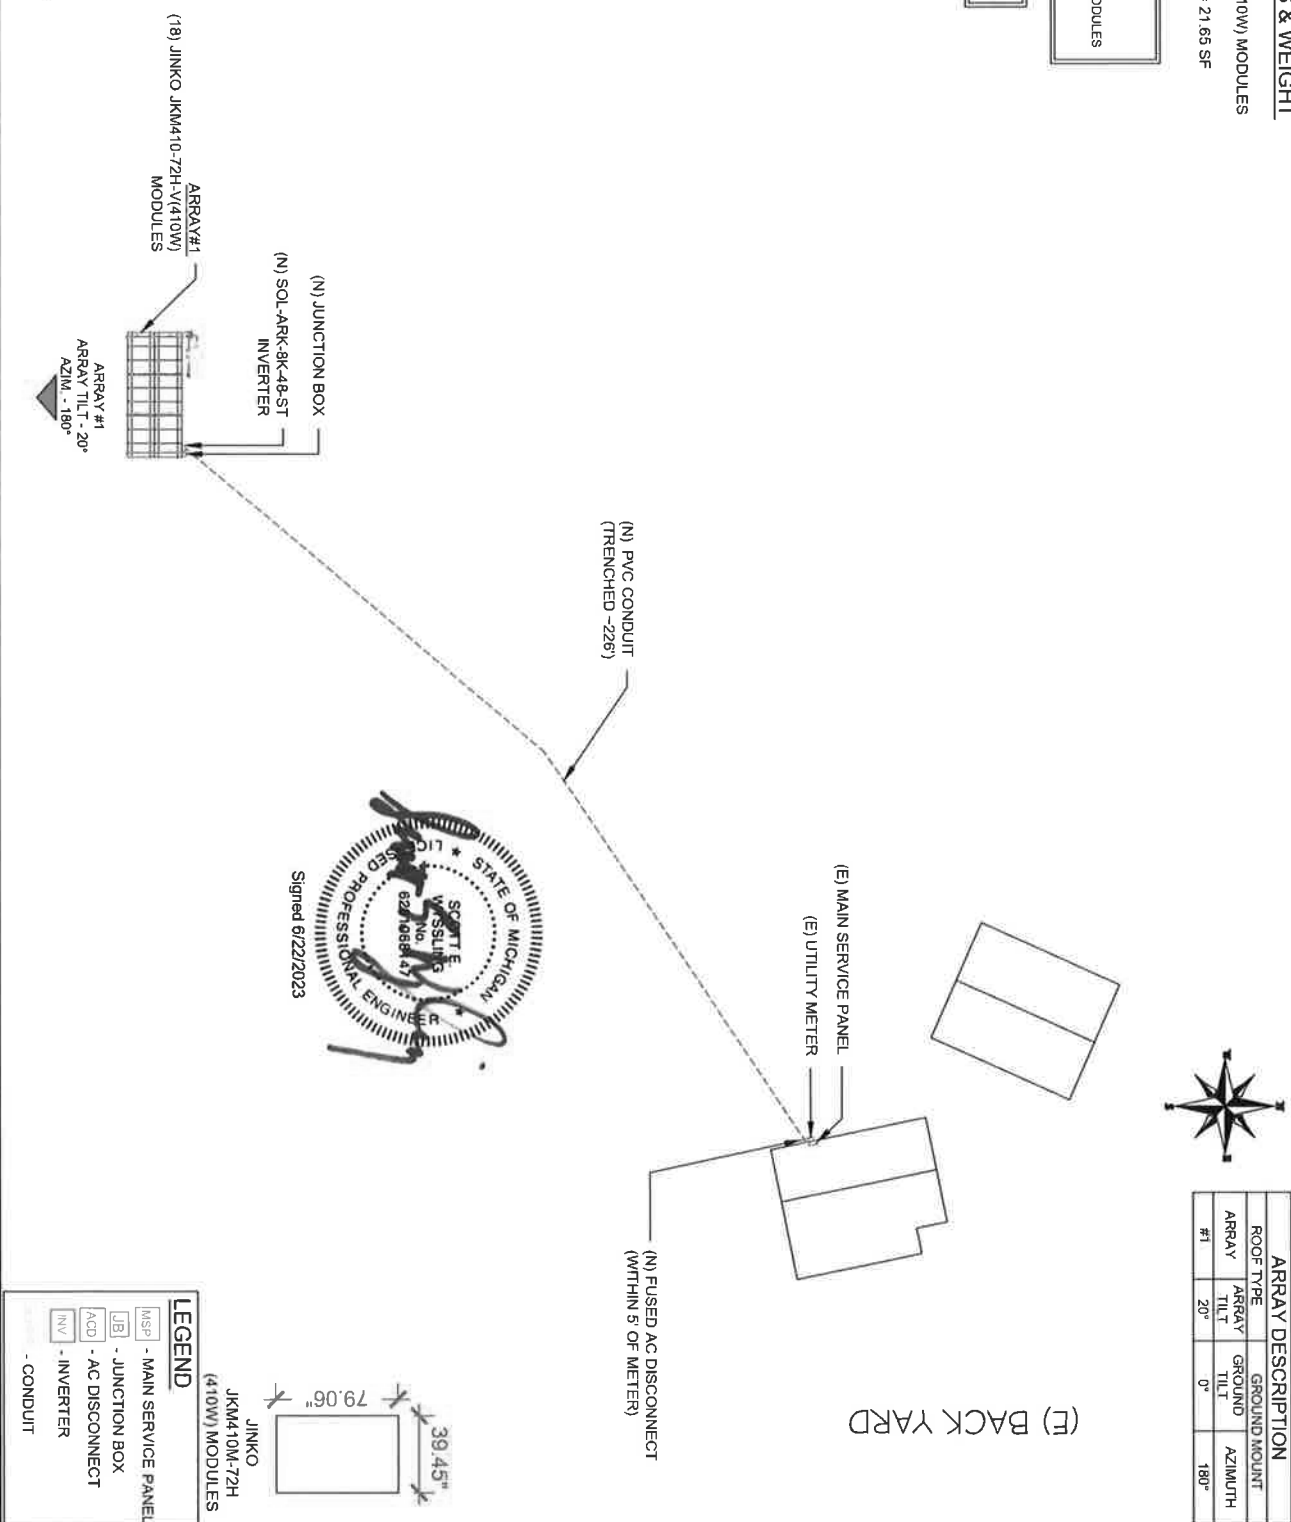 S & WEIGHT
10W) MODULES
= 21.65 SF
ODULES
ARRAY DESCRIPTION
ROOF TYPE GROUND MOUNT
ARRAY ARRAY TILT GROUND TILT AZIMUTH
#1 20° 0° 180°
N
W
E
S
(E) BACK YARD
(E) MAIN SERVICE PANEL
(E) UTILITY METER
(N) FUSED AC DISCONNECT
(WITHIN 5' OF METER)
(N) PVC CONDUIT
(TRENCHED ~226')
(N) JUNCTION BOX
(N) SOL-ARK-8K-48-ST
INVERTER
ARRAY#1
(18) JINKO JKM410-72H-V(410W)
MODULES
ARRAY #1
ARRAY TILT - 20°
AZIM. - 180°
STATE OF MICHIGAN
SCOTT E.
WYSSLING
No.
LICENSED PROFESSIONAL ENGINEER
Signed 6/22/2023
39.45"
79.06"
JINKO
JKM410M-72H
(410W) MODULES
LEGEND
MSP - MAIN SERVICE PANEL
JB - JUNCTION BOX
ACD - AC DISCONNECT
INV - INVERTER
- CONDUIT